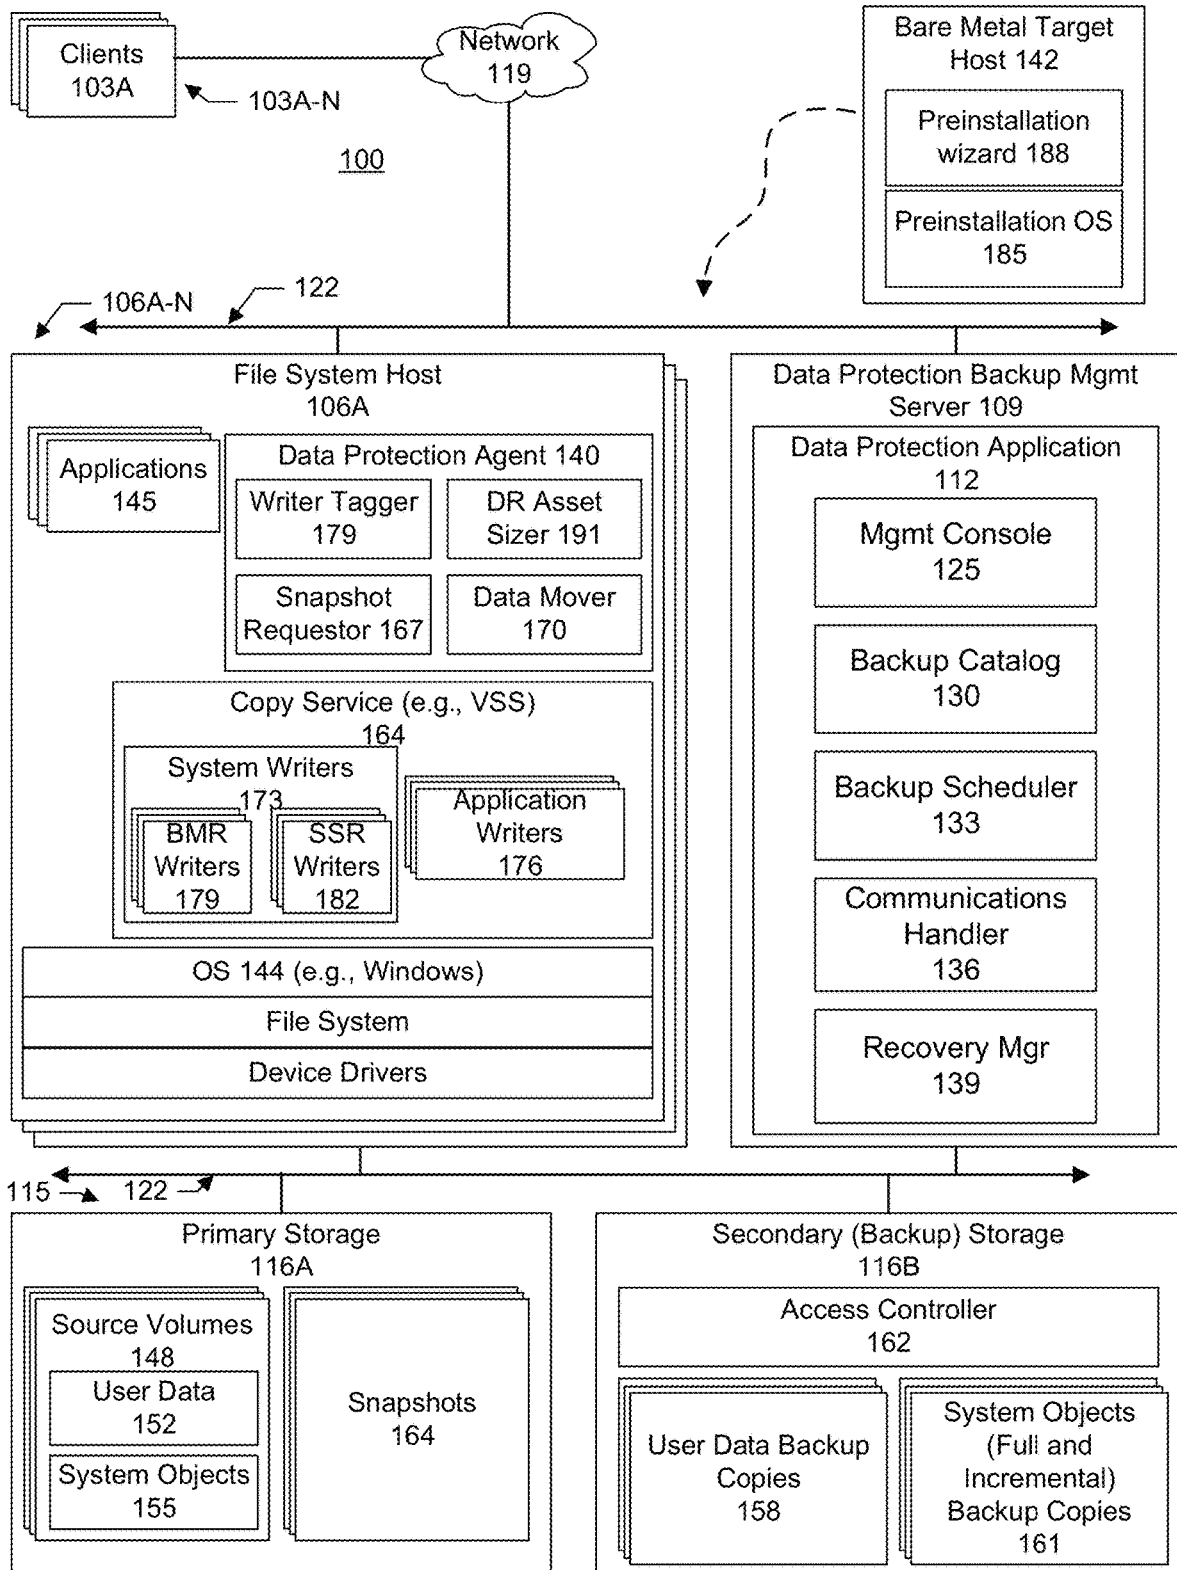 Clients
103A
103A-N
Network
119
100
Bare Metal Target
Host 142
Preinstallation
wizard 188
Preinstallation OS
185
106A-N
122
File System Host
106A
Applications
145
Data Protection Agent 140
Writer Tagger
179
DR Asset
Sizer 191
Snapshot
Requestor 167
Data Mover
170
Copy Service (e.g., VSS)
164
System Writers
173
BMR
Writers
179
SSR
Writers
182
Application
Writers
176
OS 144 (e.g., Windows)
File System
Device Drivers
Data Protection Backup Mgmt
Server 109
Data Protection Application
112
Mgmt Console
125
Backup Catalog
130
Backup Scheduler
133
Communications
Handler
136
Recovery Mgr
139
115
122
Primary Storage
116A
Source Volumes
148
User Data
152
System Objects
155
Snapshots
164
Secondary (Backup) Storage
116B
Access Controller
162
User Data Backup
Copies
158
System Objects
(Full and
Incremental)
Backup Copies
161